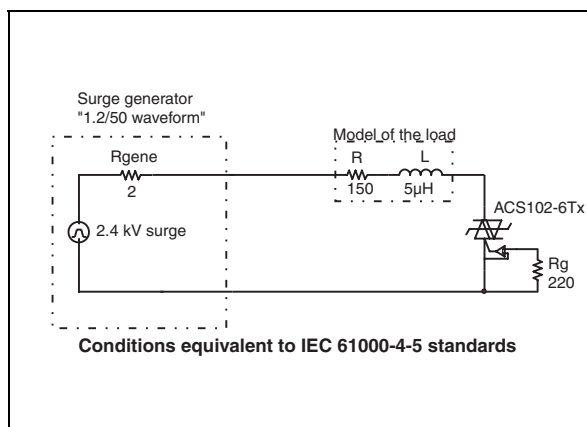 Surge generator
"1.2/50 waveform"
Rgene
2
2.4 kV surge
Model of the load
R
L
150
5µH
ACS102-6Tx
Rg
220
Conditions equivalent to IEC 61000-4-5 standards